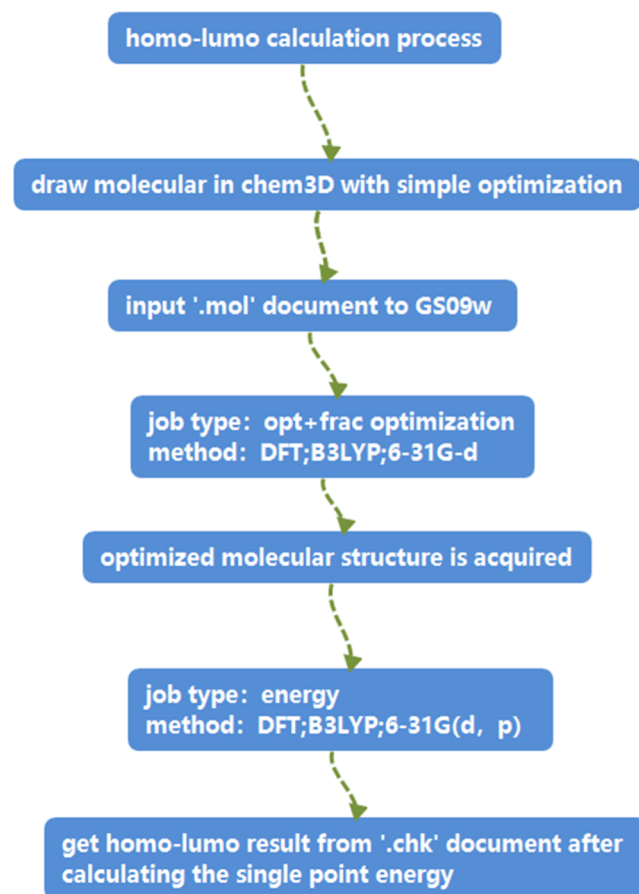 homo-lumo calculation process
draw molecular in chem3D with simple optimization
input '.mol' document to GS09w
job type：opt+frac optimization
method：DFT;B3LYP;6-31G-d
optimized molecular structure is acquired
job type：energy
method：DFT;B3LYP;6-31G(d，p)
get homo-lumo result from '.chk' document after
calculating the single point energy